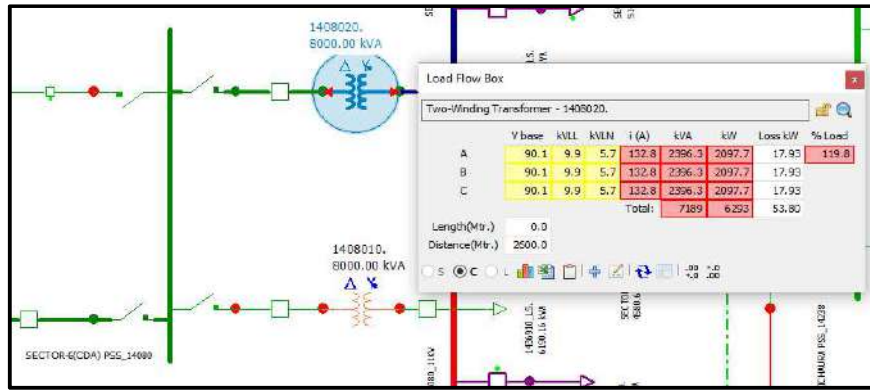 1408020.
8000.00 kVA
Load Flow Box
x
Two-Winding Transformer - 1408020.
V base kVLL kVLN i (A) kVA kW Loss kW % Load
A 90.1 9.9 5.7 132.8 2396.3 2097.7 17.93 119.8
B 90.1 9.9 5.7 132.8 2396.3 2097.7 17.93
C 90.1 9.9 5.7 132.8 2396.3 2097.7 17.93
Total: 7189 6293 53.80
Length(Mtr.) 0.0
Distance(Mtr.) 2600.0
S C L
1408010.
8000.00 kVA
SECTOR-6(CDA) PSS_14080
6190.16 kVA